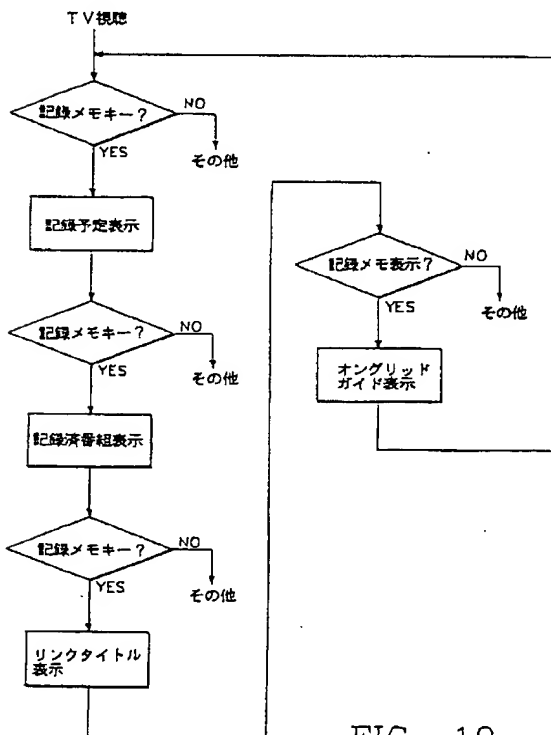 TV視聴
記録メモキー?
NO
その他
YES
記録予定表示
記録メモキー?
NO
その他
YES
記録済番組表示
記録メモキー?
NO
その他
YES
リンクタイトル
表示
記録メモ表示?
NO
その他
YES
オングリッド
ガイド表示